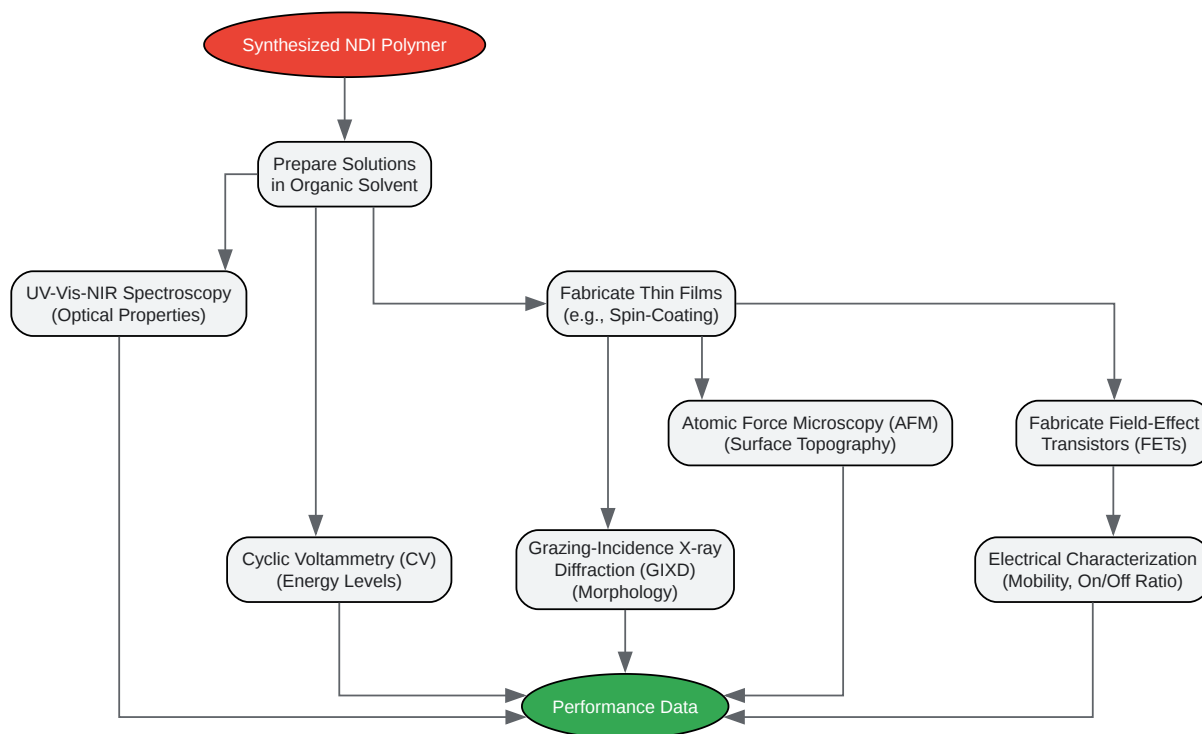 Synthesized NDI Polymer
Prepare Solutions
in Organic Solvent
UV-Vis-NIR Spectroscopy
(Optical Properties)
Fabricate Thin Films
(e.g., Spin-Coating)
Atomic Force Microscopy (AFM)
(Surface Topography)
Fabricate Field-Effect
Transistors (FETs)
Cyclic Voltammetry (CV)
(Energy Levels)
Grazing-Incidence X-ray
Diffraction (GIXD)
(Morphology)
Electrical Characterization
(Mobility, On/Off Ratio)
Performance Data